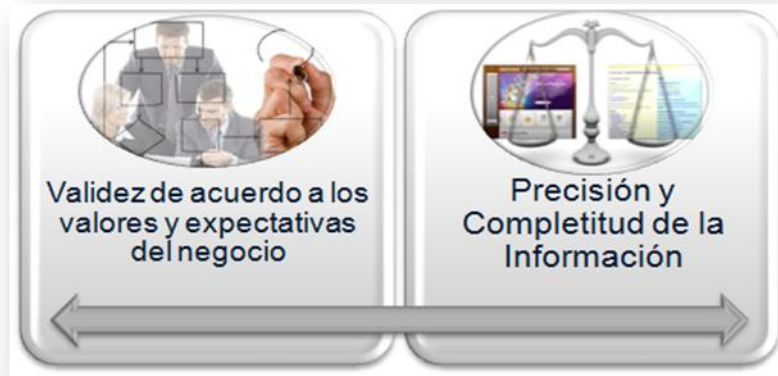 Validez de acuerdo a los
valores y expectativas
del negocio
Precisión y
Completitud de la
Información